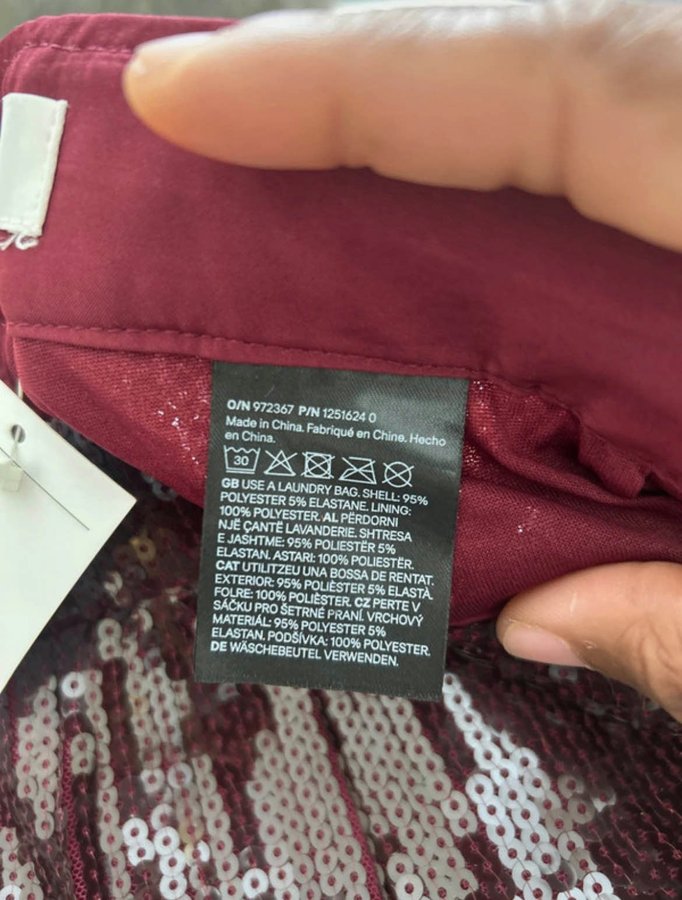 O/N 972367 P/N 1251624 0
Made in China. Fabriqué en Chine. Hecho
en China.
30
GB USE A LAUNDRY BAG. SHELL: 95%
POLYESTER 5% ELASTANE. LINING:
100% POLYESTER. AL PËRDORNI
NJË ÇANTË LAVANDERIE. SHTRESA
E JASHTME: 95% POLIESTËR 5%
ELASTAN. ASTARI: 100% POLIESTËR.
CAT UTILITZEU UNA BOSSA DE RENTAT.
EXTERIOR: 95% POLIÈSTER 5% ELASTÀ.
FOLRE: 100% POLIÈSTER. CZ PERTE V
SÁČKU PRO ŠETRNÉ PRANÍ. VRCHOVÝ
MATERIÁL: 95% POLYESTER 5%
ELASTAN. PODŠÍVKA: 100% POLYESTER.
DE WÄSCHEBEUTEL VERWENDEN.